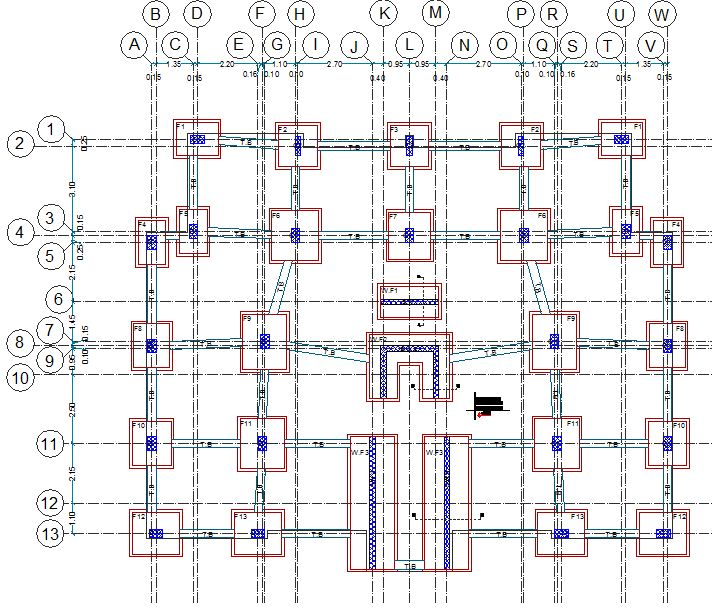 B D F H K M P R U W
A C E G I J L N O Q S T V
1.35 2.20 1.10 2.70 0.95 0.95 2.70 1.10 2.20 1.35
0.15 0.15 0.16 0.10 0.10 0.40 0.40 0.10 0.10 0.16 0.15 0.15
1
2
0.25
F1 F2 F3 F2 F1
T.B T.B T.B T.B
3.10
T.B T.B T.B T.B T.B
3
4
5
0.15
0.25
F4 F5 F6 F7 F6 F5 F4
T.B T.B T.B T.B T.B
2.15
T.B T.B T.B T.B
6
W.F1
1.45
7
8
9
10
0.15
0.10
0.95
F8 F9 W.F2 F9 F8
T.B T.B T.B T.B
2.50
T.B T.B T.B T.B
11
F10 F11 W.F3 W.F3 F11 F10
T.B T.B T.B T.B
2.15
T.B T.B T.B T.B
12
1.10
13
F12 F13 F13 F12
T.B T.B T.B T.B
T.B